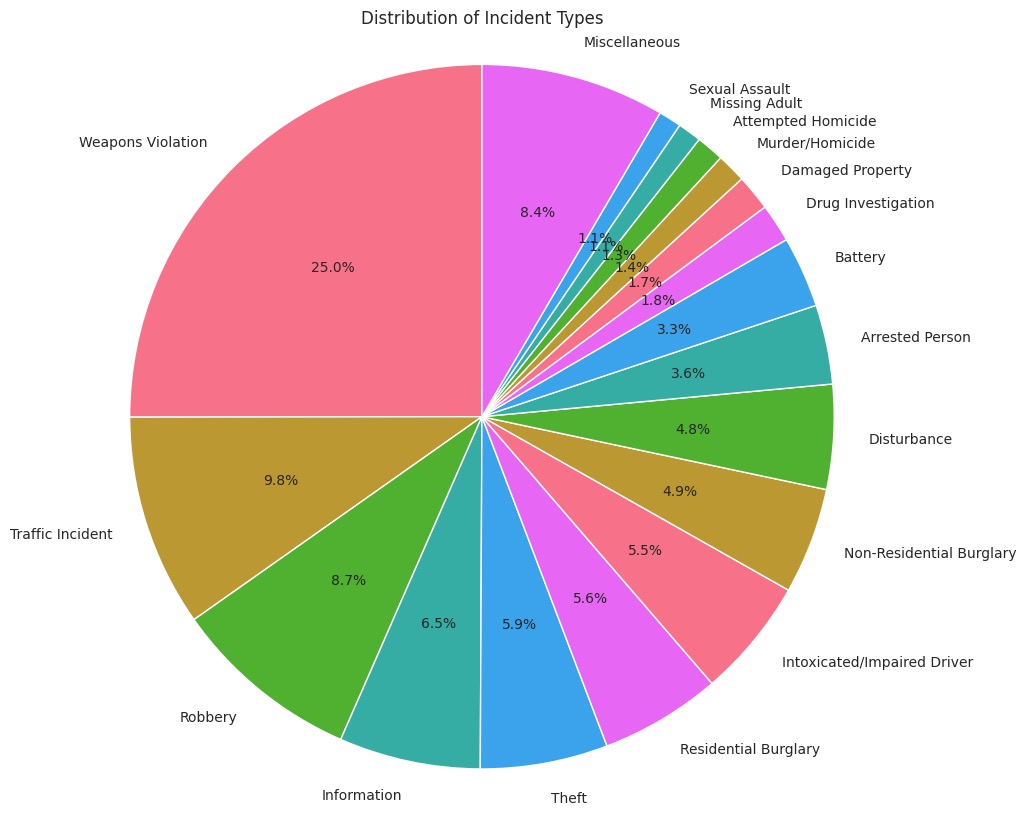 Distribution of Incident Types
Miscellaneous
8.4%
Sexual Assault
1.1%
Missing Adult
1.1%
Attempted Homicide
1.3%
Murder/Homicide
1.4%
Damaged Property
1.7%
Drug Investigation
1.8%
Battery
3.3%
Arrested Person
3.6%
Disturbance
4.8%
Non-Residential Burglary
4.9%
Intoxicated/Impaired Driver
5.5%
Residential Burglary
5.6%
Theft
5.9%
Information
6.5%
Robbery
8.7%
Traffic Incident
9.8%
Weapons Violation
25.0%